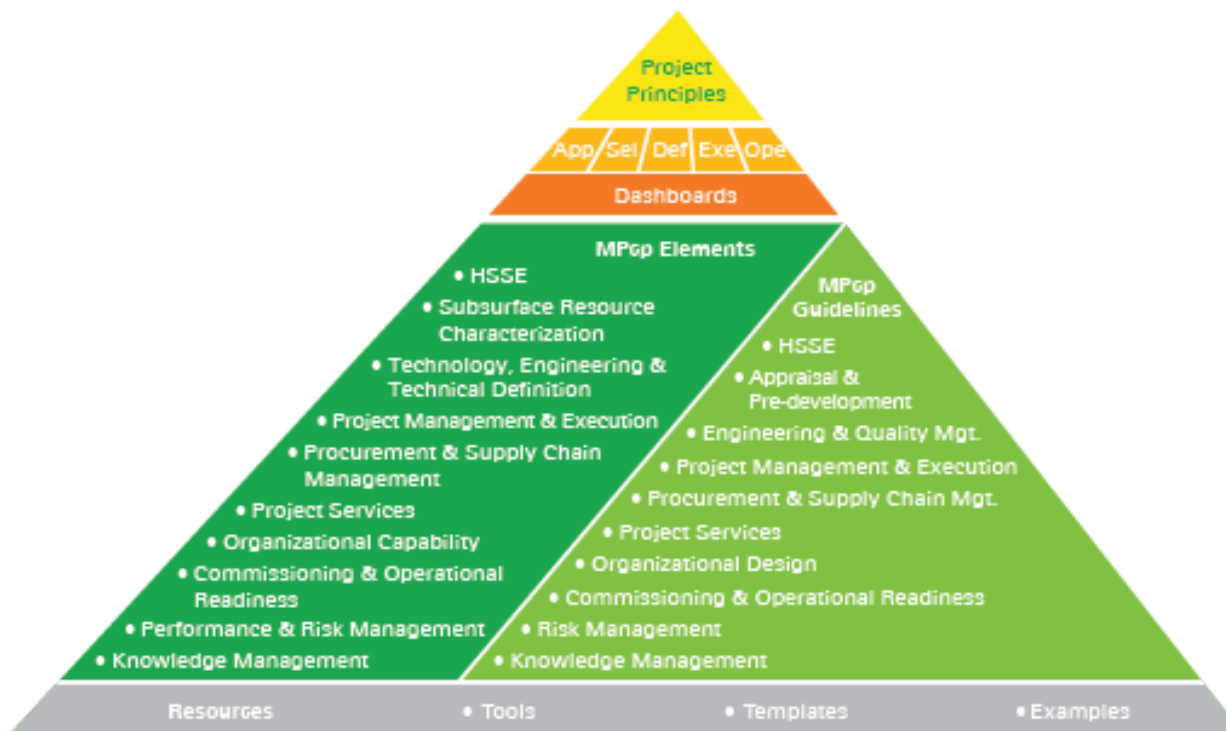 Project
Principles
App Sel Def Exe Ope
Dashboards
MPcp Elements
• HSSE
• Subsurface Resource
Characterization
• Technology, Engineering &
Technical Definition
• Project Management & Execution
• Procurement & Supply Chain
Management
• Project Services
• Organizational Capability
• Commissioning & Operational
Readiness
• Performance & Risk Management
• Knowledge Management
MPcp
Guidelines
• HSSE
• Appraisal &
Pre-development
• Engineering & Quality Mgt.
• Project Management & Execution
• Procurement & Supply Chain Mgt.
• Project Services
• Organizational Design
• Commissioning & Operational Readiness
• Risk Management
• Knowledge Management
Resources • Tools • Templates • Examples